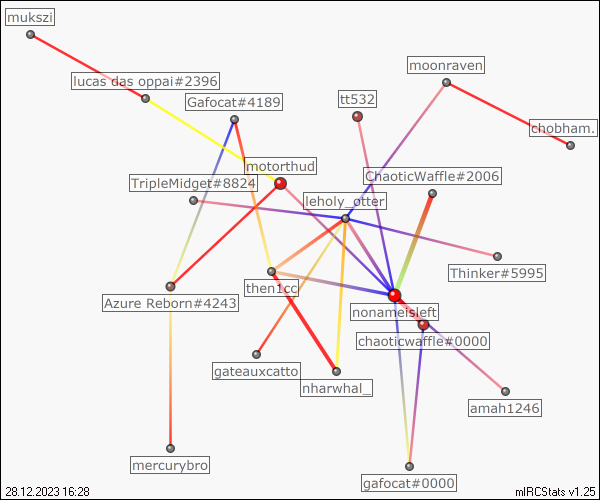 mukszi
moonraven
lucas das oppai#2396
Gafocat#4189
tt532
chobham.
motorthud
ChaoticWaffle#2006
TripleMidget#8824
leholy_otter
Thinker#5995
then1cc
Azure Reborn#4243
nonameisleft
chaoticwaffle#0000
gateauxcatto
nharwhal_
amah1246
mercurybro
gafocat#0000
28.12.2023 16:28
mIRCStats v1.25